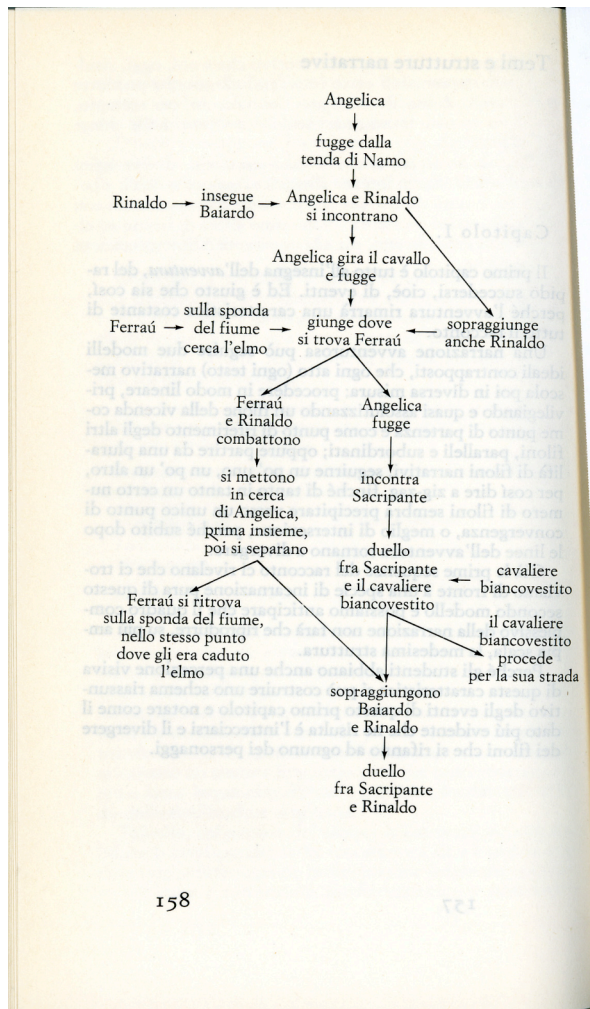 Angelica
fugge dalla
tenda di Namo
Rinaldo
insegue
Baiardo
Angelica e Rinaldo
si incontrano
Angelica gira il cavallo
e fugge
Ferraú
sulla sponda
del fiume
cerca l'elmo
giunge dove
si trova Ferraú
sopraggiunge
anche Rinaldo
Ferraú
e Rinaldo
combattono
Angelica
fugge
si mettono
in cerca
di Angelica,
prima insieme,
poi si separano
incontra
Sacripante
duello
fra Sacripante
e il cavaliere
biancovestito
cavaliere
biancovestito
Ferraú si ritrova
sulla sponda del fiume,
nello stesso punto
dove gli era caduto
l'elmo
il cavaliere
biancovestito
procede
per la sua strada
sopraggiungono
Baiardo
e Rinaldo
duello
fra Sacripante
e Rinaldo
158